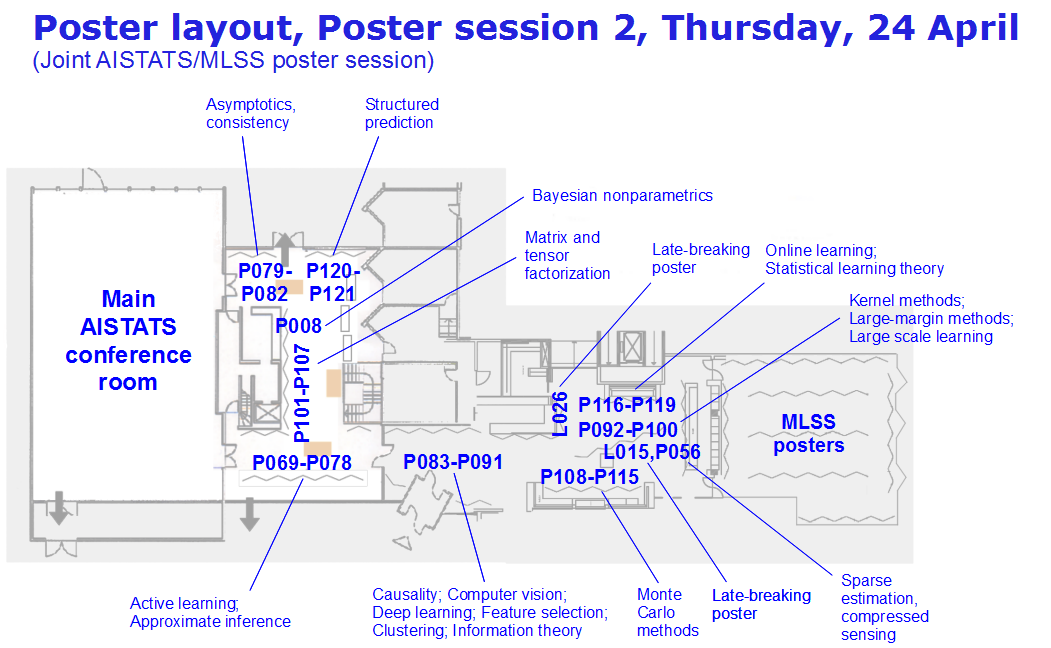 Poster layout, Poster session 2, Thursday, 24 April
(Joint AISTATS/MLSS poster session)
Asymptotics,
consistency
Structured
prediction
Bayesian nonparametrics
Matrix and
tensor
factorization
Late-breaking
poster
Online learning;
Statistical learning theory
Kernel methods;
Large-margin methods;
Large scale learning
P079-
P082
P120-
P121
P008
P101-P107
Main
AISTATS
conference
room
L026
P116-P119
P092-P100
L015,P056
P108-P115
MLSS
posters
P069-P078
P083-P091
Active learning;
Approximate inference
Causality; Computer vision;
Deep learning; Feature selection;
Clustering; Information theory
Monte
Carlo
methods
Late-breaking
poster
Sparse
estimation,
compressed
sensing